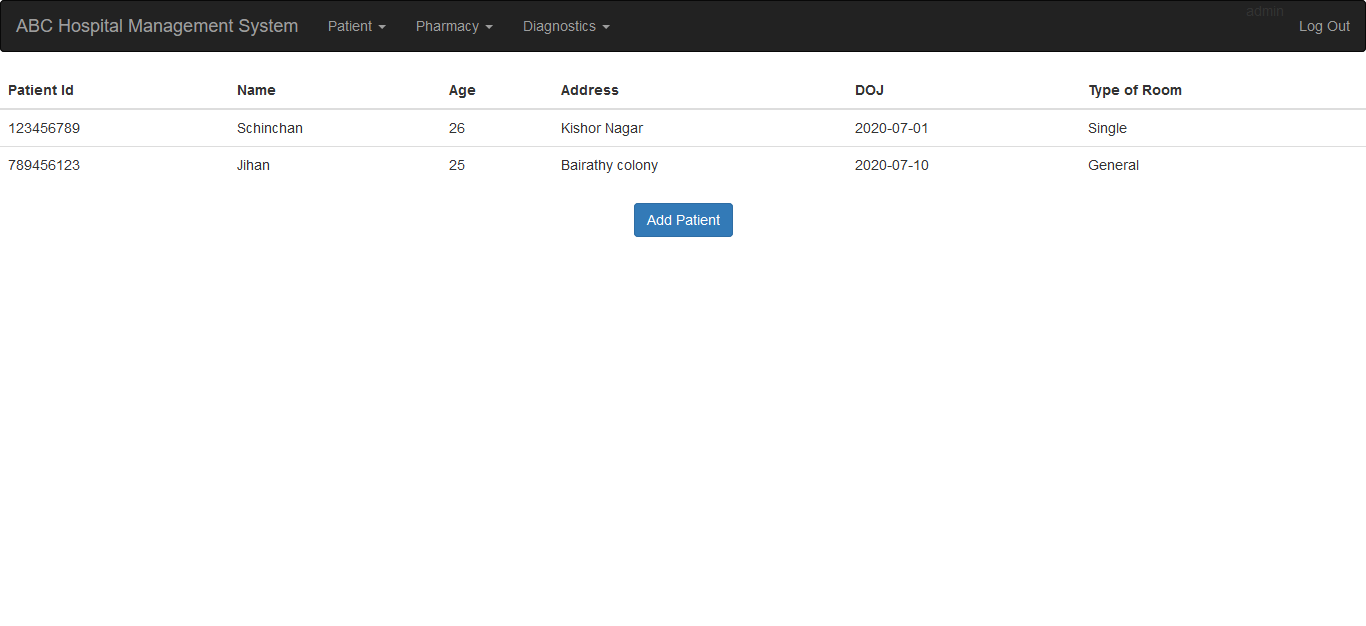 admin
ABC Hospital Management System Patient Pharmacy Diagnostics Log Out
Patient Id Name Age Address DOJ Type of Room
123456789 Schinchan 26 Kishor Nagar 2020-07-01 Single
789456123 Jihan 25 Bairathy colony 2020-07-10 General
Add Patient